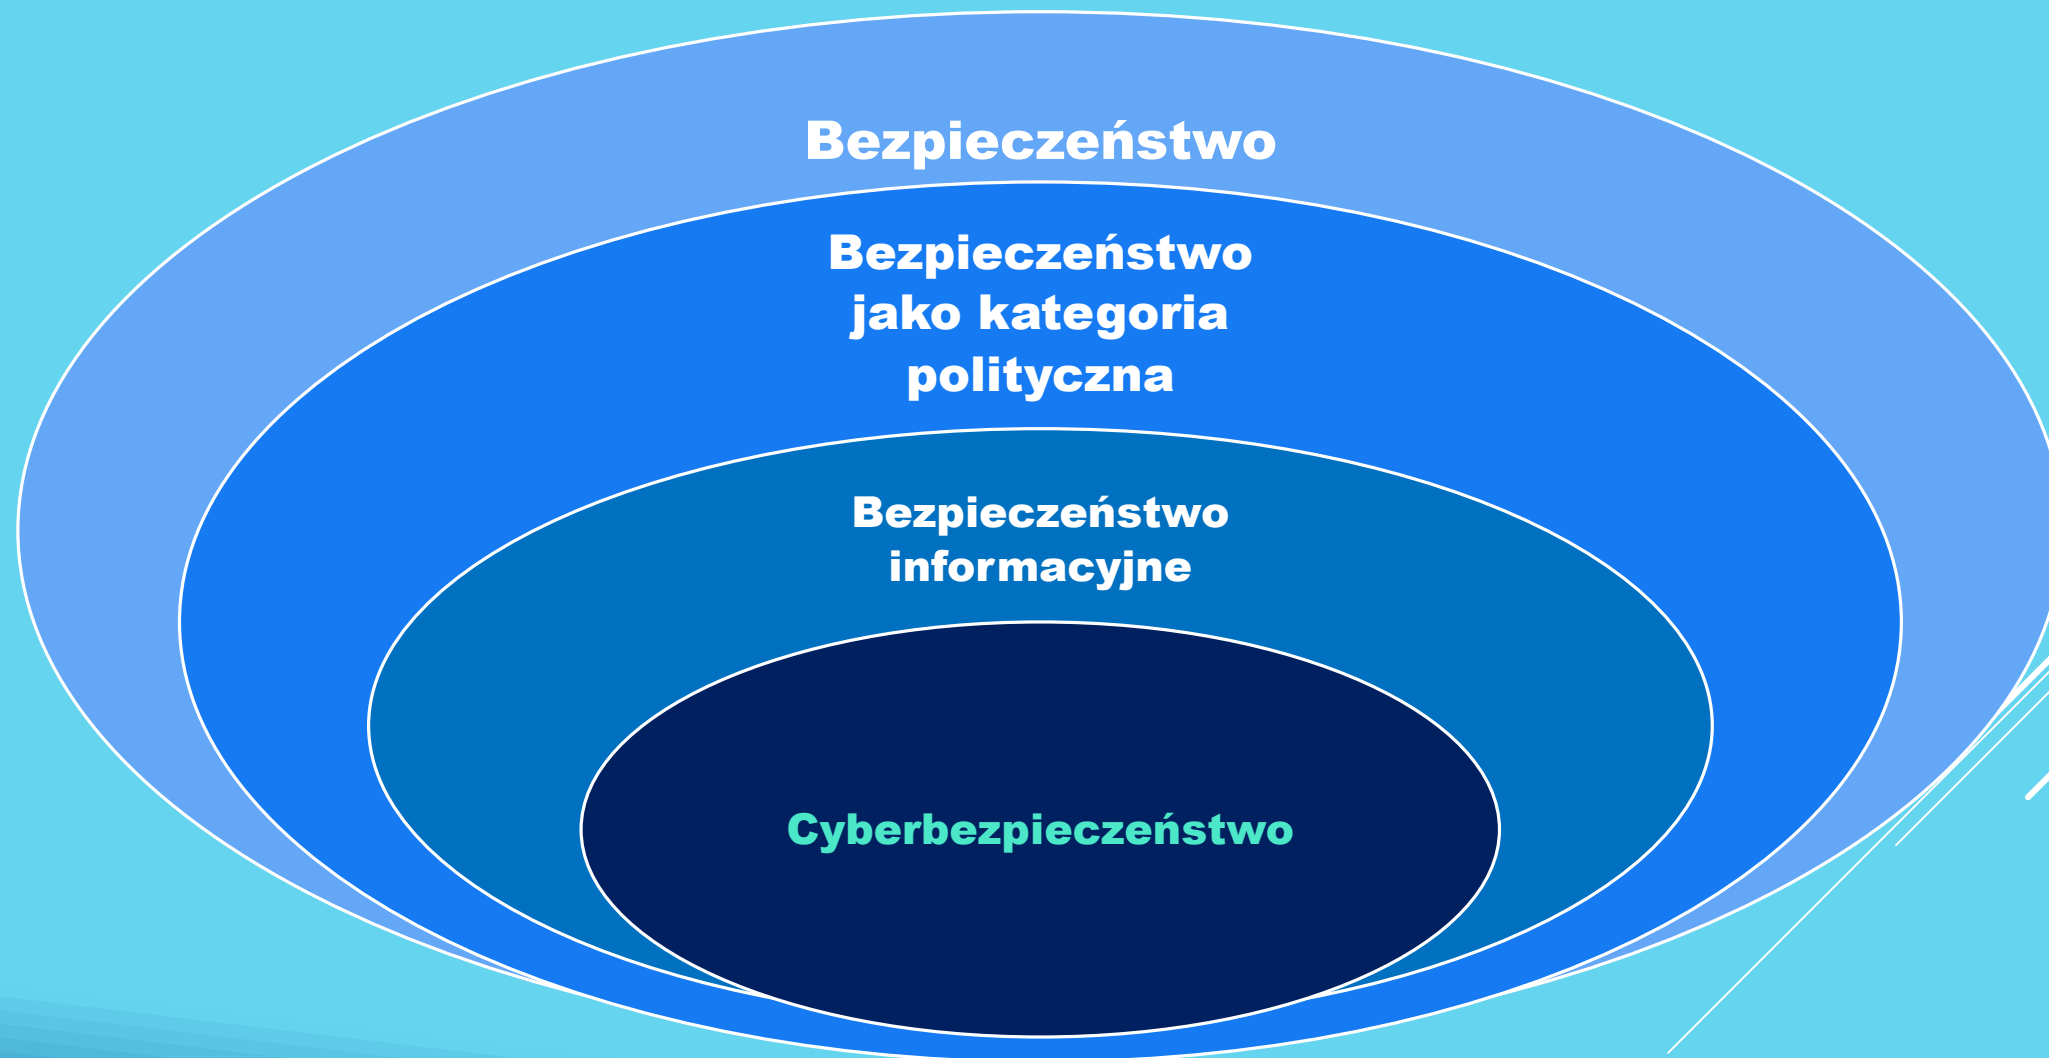 Bezpieczeństwo
Bezpieczeństwo
jako kategoria
polityczna
Bezpieczeństwo
informacyjne
Cyberbezpieczeństwo